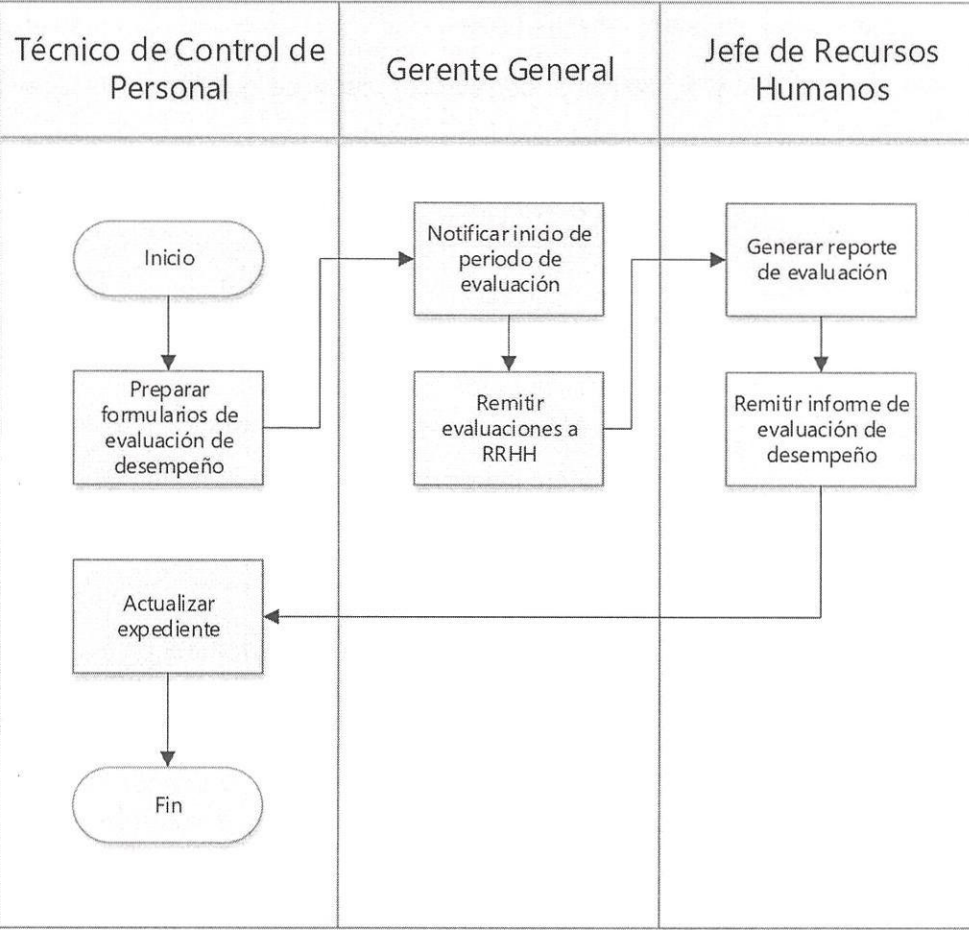 Técnico de Control de
Personal
Gerente General
Jefe de Recursos
Humanos
Inicio
Preparar
formularios de
evaluación de
desempeño
Notificar inicio de
periodo de
evaluación
Remitir
evaluaciones a
RRHH
Generar reporte
de evaluación
Remitir informe de
evaluación de
desempeño
Actualizar
expediente
Fin